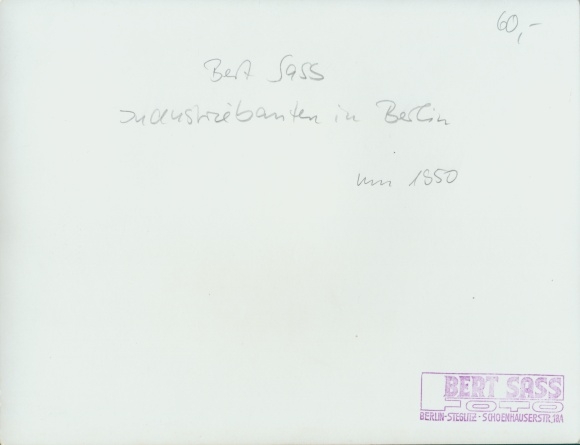 60,-
Bert Sass
Industriebauten in Berlin
um 1950
BERT SASS
FOTO
BERLIN-STEGLITZ · SCHOENHAUSERSTR. 18A